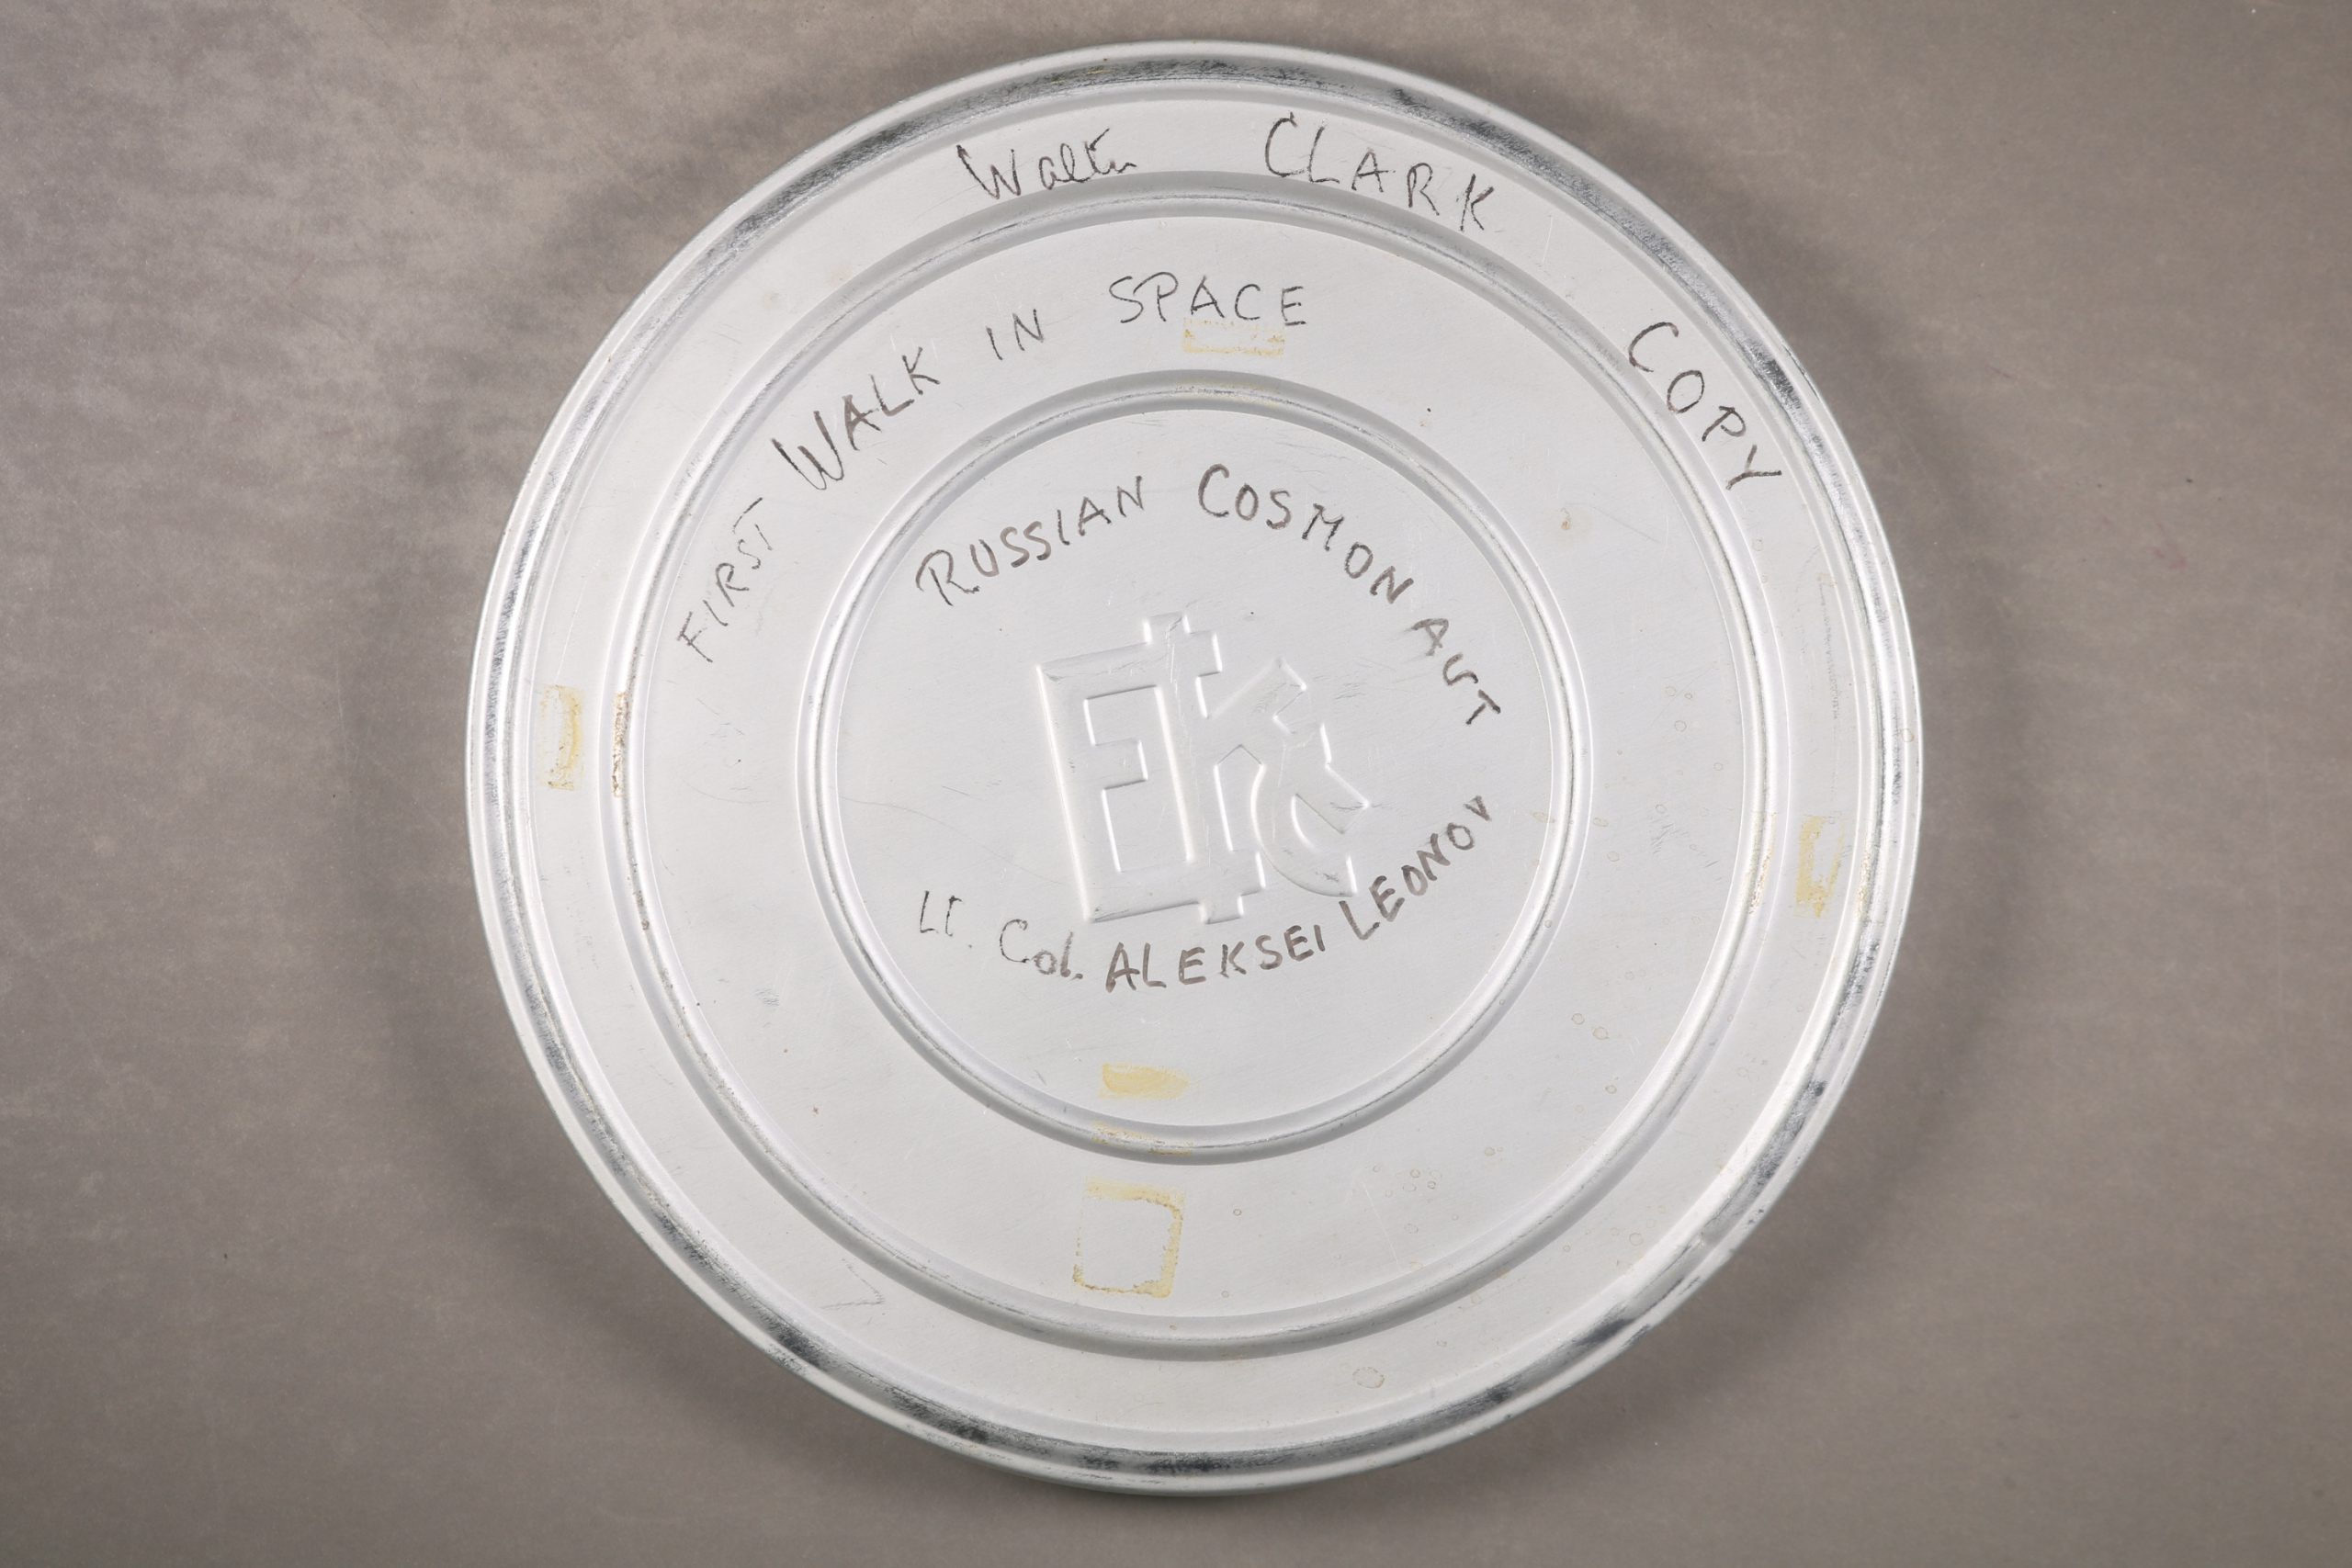 Walter CLARK COPY
FIRST WALK IN SPACE
RUSSIAN COSMONAUT
Lt. Col. ALEKSEI LEONOV